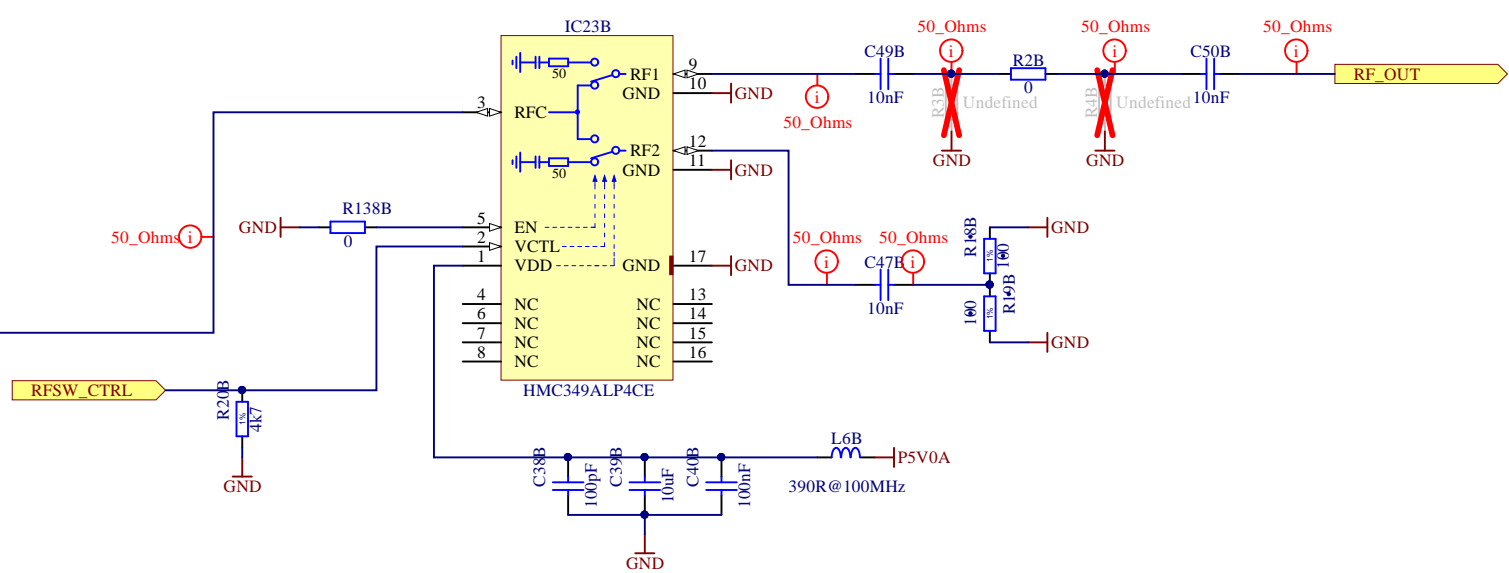 IC23B
50
RF1
GND
RFC
RF2
GND
50
EN
VCTL
VDD
GND
NC
NC
NC
NC
NC
NC
NC
NC
HMC349ALP4CE
3
5
2
1
4
6
7
8
9
10
12
11
17
13
14
15
16
GND
GND
GND
50_Ohms
GND
R138B
0
RFSW_CTRL
R20B
1%
4k7
GND
50_Ohms
C49B
10nF
50_Ohms
R3B
Undefined
GND
R2B
0
50_Ohms
R4B
Undefined
GND
C50B
10nF
50_Ohms
RF_OUT
50_Ohms
50_Ohms
C47B
10nF
R18B
1%
100
GND
R19B
1%
100
GND
C38B
100pF
C39B
10uF
C40B
100nF
GND
L6B
390R@100MHz
P5V0A
i
i
i
i
i
i
i